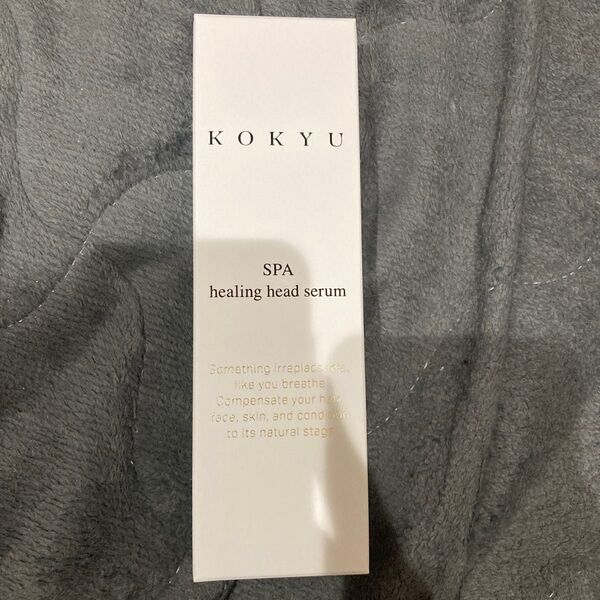 KOKYU
SPA
healing head serum
Something irreplaceable,
like you breathe.
Compensate your hair,
face, skin, and condition
to its natural stage.